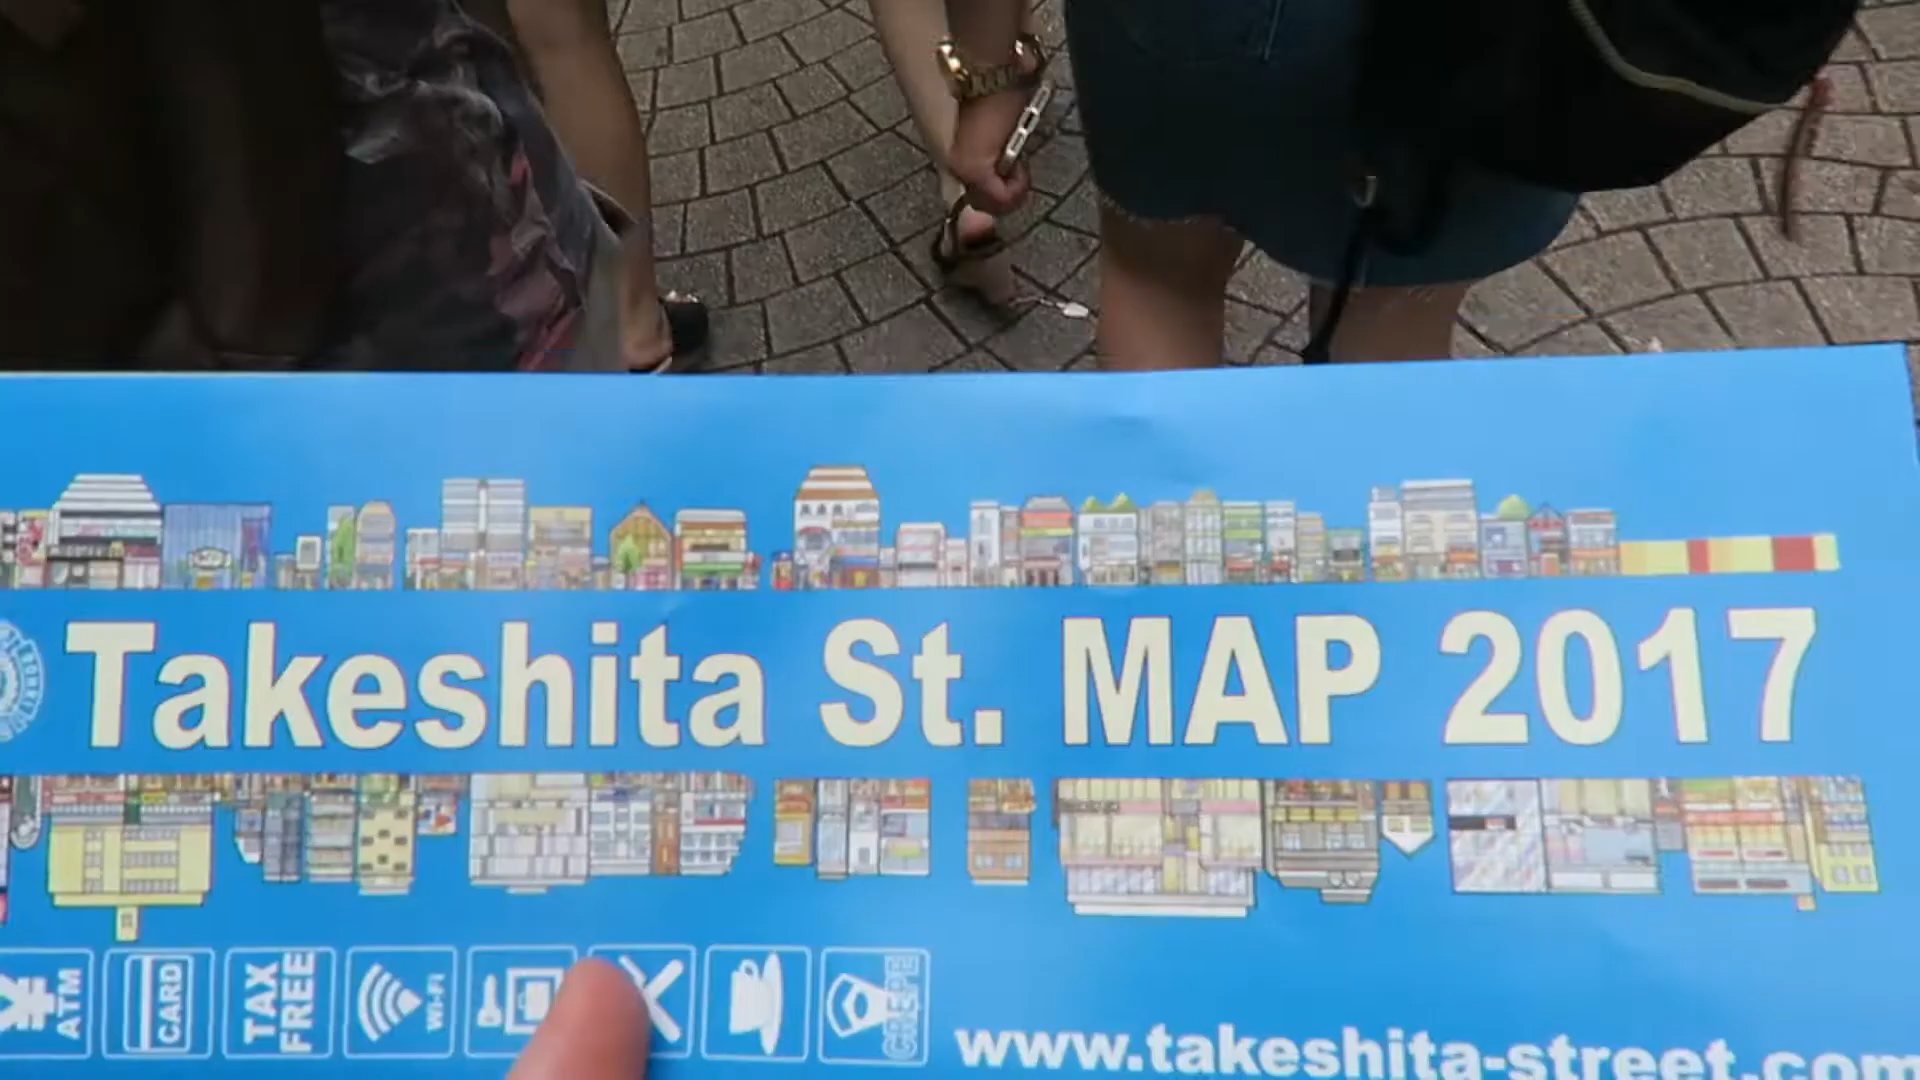 Takeshita St. MAP 2017
ATM
CARD
TAX FREE
Wi-Fi
CREPE
www.takeshita-street.com